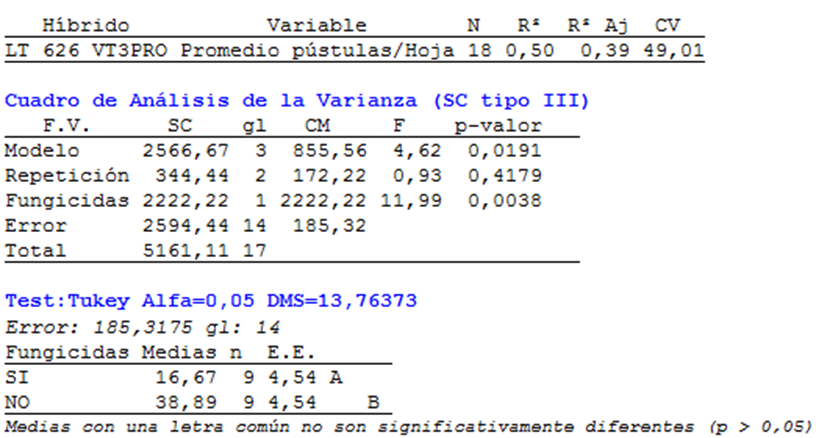 Híbrido Variable N R² R² Aj CV
LT 626 VT3PRO Promedio pústulas/Hoja 18 0,50 0,39 49,01
Cuadro de Análisis de la Varianza (SC tipo III)
F.V. SC gl CM F p-valor
Modelo 2566,67 3 855,56 4,62 0,0191
Repetición 344,44 2 172,22 0,93 0,4179
Fungicidas 2222,22 1 2222,22 11,99 0,0038
Error 2594,44 14 185,32
Total 5161,11 17
Test:Tukey Alfa=0,05 DMS=13,76373
Error: 185,3175 gl: 14
Fungicidas Medias n E.E.
SI 16,67 9 4,54 A
NO 38,89 9 4,54 B
Medias con una letra común no son significativamente diferentes (p > 0,05)